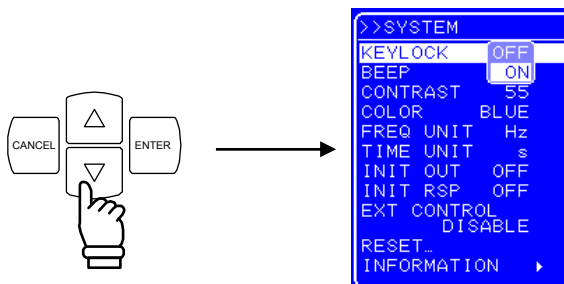 CANCEL
ENTER
>>SYSTEM
KEYLOCK OFF
BEEP ON
CONTRAST 55
COLOR BLUE
FREQ UNIT Hz
TIME UNIT s
INIT OUT OFF
INIT RSP OFF
EXT CONTROL
DISABLE
RESET…
INFORMATION